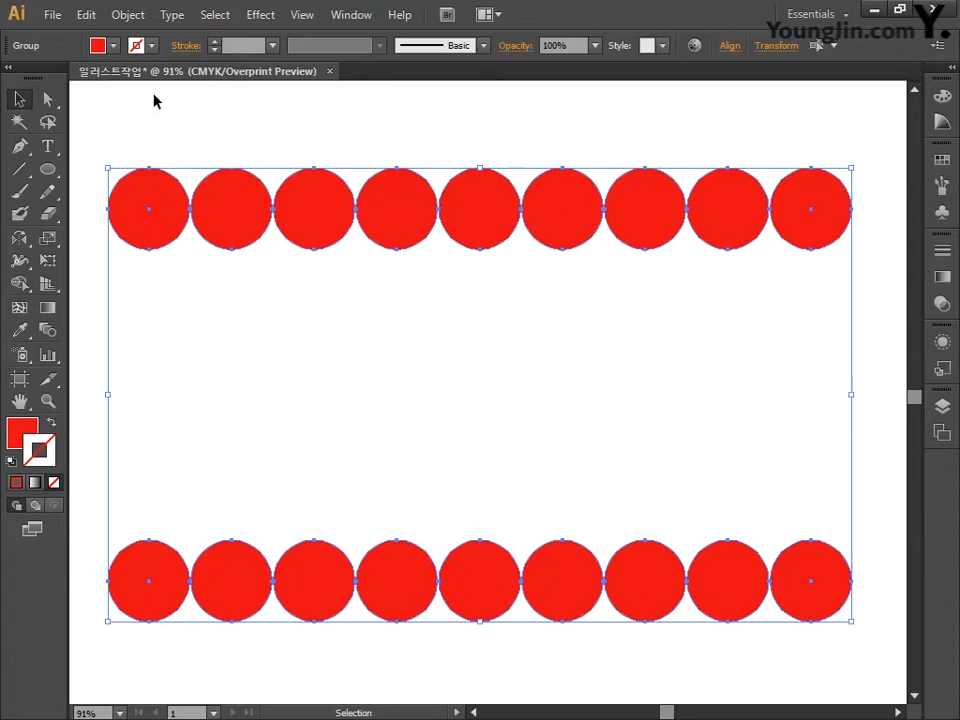 Ai File Edit Object Type Select Effect View Window Help Br Essentials
YoungJin.com Y.
Group Stroke: Basic Opacity: 100% Style: Align Transform
일러스트작업* @ 91% (CMYK/Overprint Preview) ×
T
91% 1 Selection